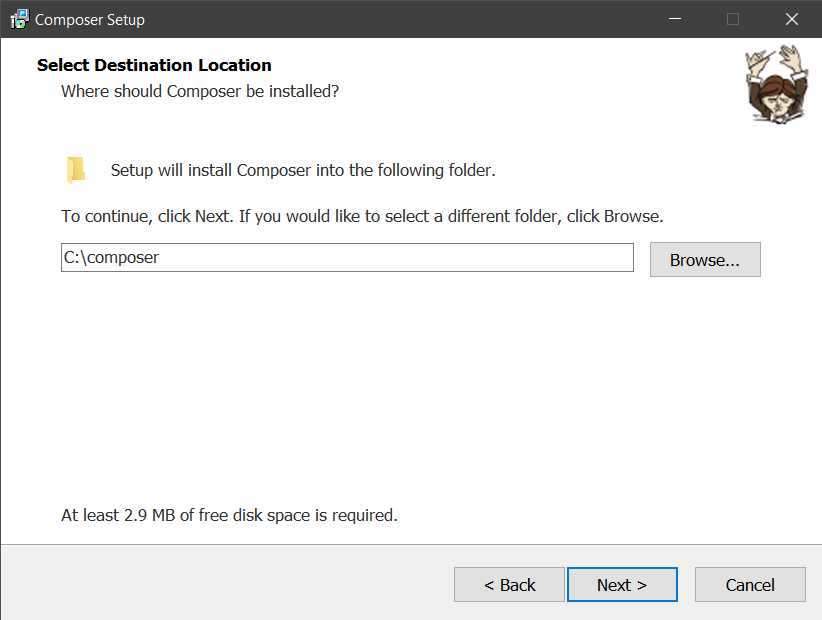 Composer Setup
Select Destination Location
Where should Composer be installed?
Setup will install Composer into the following folder.
To continue, click Next. If you would like to select a different folder, click Browse.
C:\composer
Browse...
At least 2.9 MB of free disk space is required.
< Back
Next >
Cancel